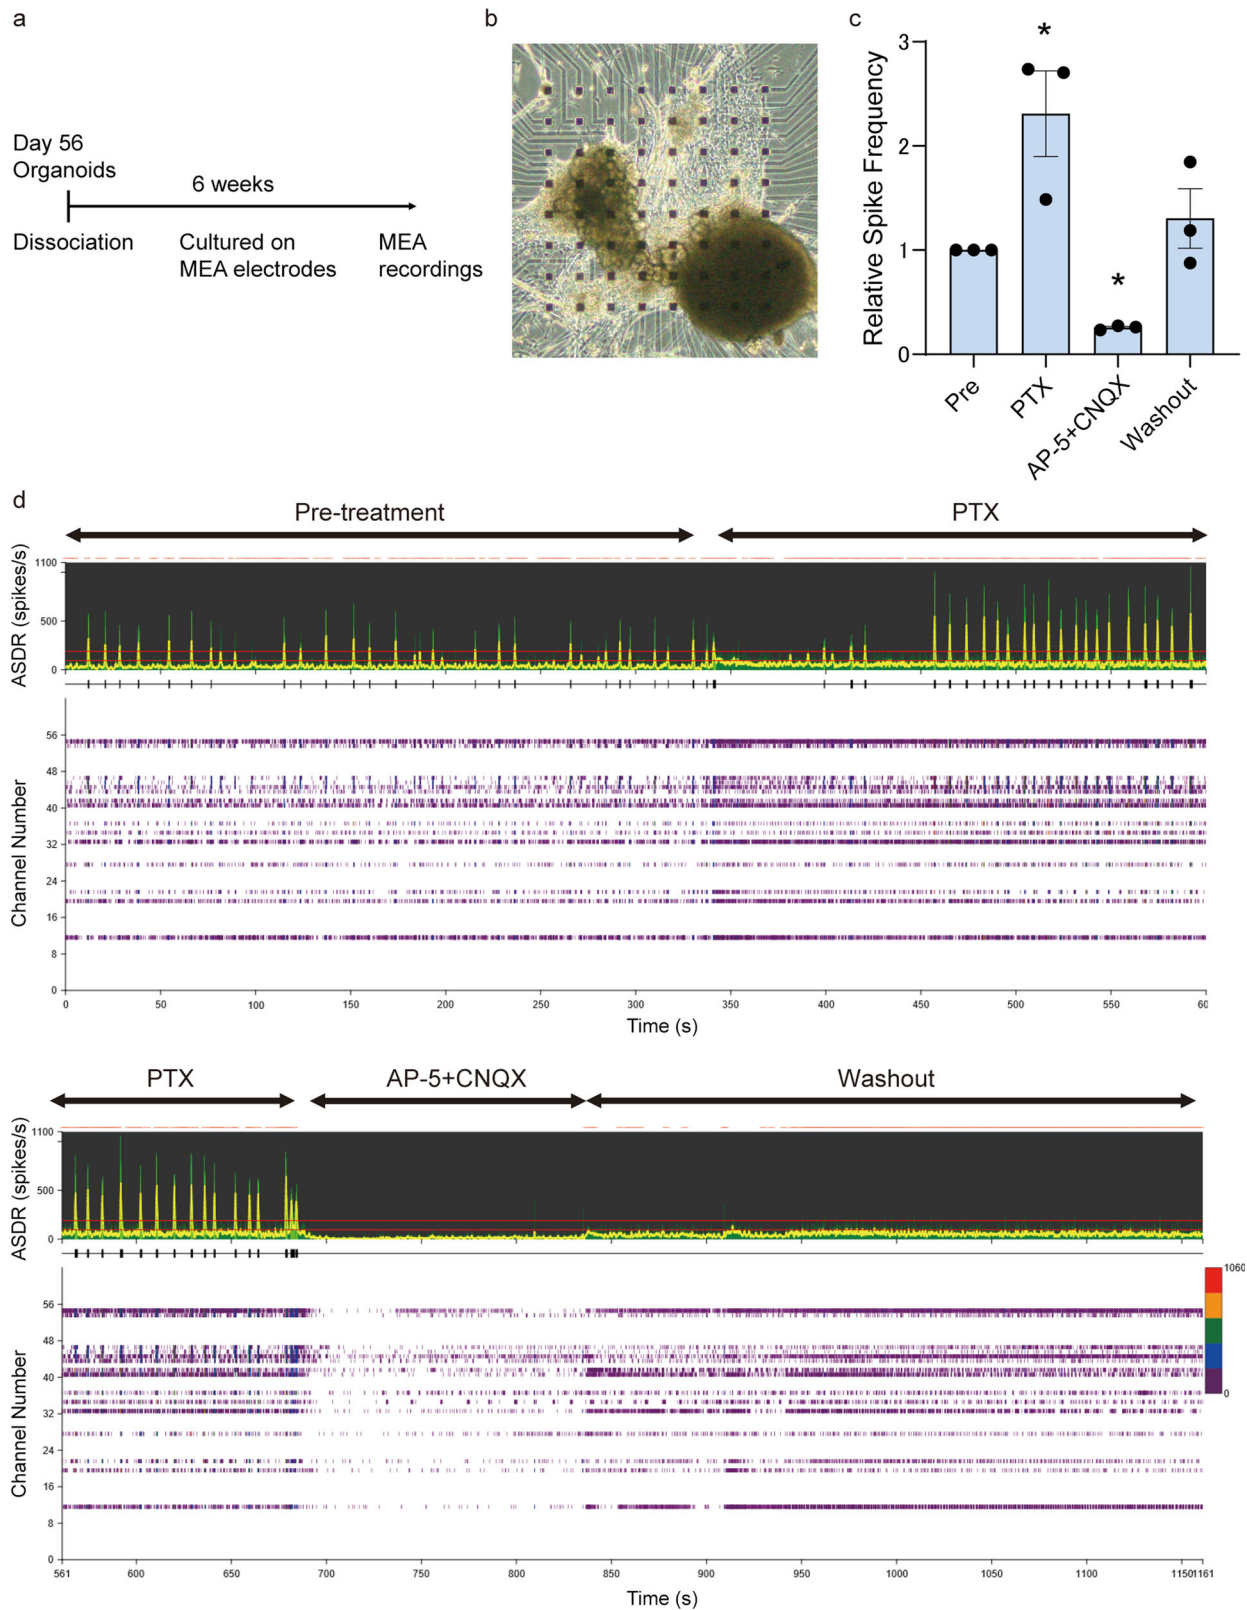 a
Day 56
Organoids
6 weeks
Dissociation
Cultured on
MEA electrodes
MEA
recordings
b
c
Relative Spike Frequency
3
2
1
0
*
*
Pre
PTX
AP-5+CNQX
Washout
d
Pre-treatment
PTX
ASDR (spikes/s)
1100
500
0
Channel Number
56
48
40
32
24
16
8
0
0 50 100 150 200 250 300 350 400 450 500 550 60
Time (s)
PTX
AP-5+CNQX
Washout
ASDR (spikes/s)
1100
500
0
Channel Number
56
48
40
32
24
16
8
0
1060
0
561 600 650 700 750 800 850 900 950 1000 1050 1100 1150 1161
Time (s)